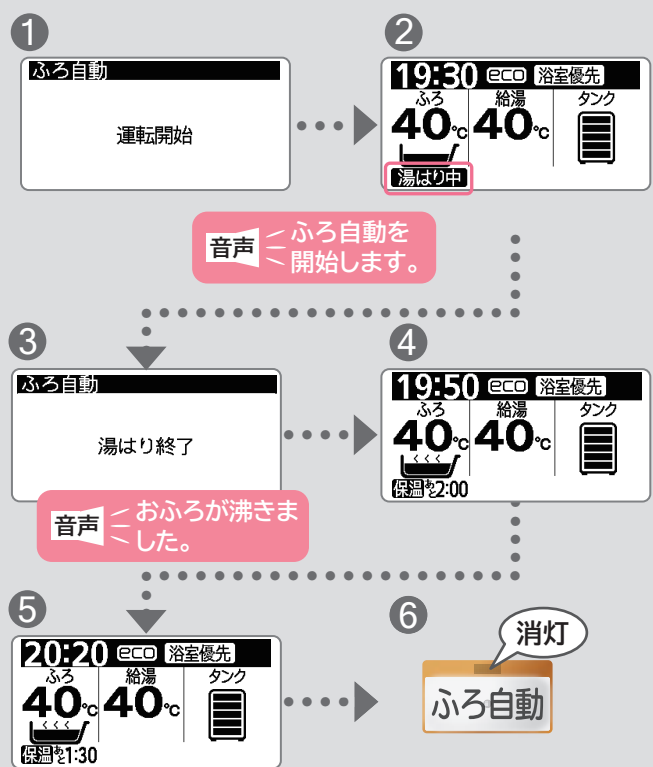 1
ふろ自動
運転開始
2
19:30 eco 浴室優先
ふろ 給湯 タンク
40℃ 40℃
湯はり中
音声 ふろ自動を
開始します。
3
ふろ自動
湯はり終了
音声 おふろが沸きま
した。
4
19:50 eco 浴室優先
ふろ 給湯 タンク
40℃ 40℃
保温あと2:00
5
20:20 eco 浴室優先
ふろ 給湯 タンク
40℃ 40℃
保温あと1:30
6
消灯
ふろ自動